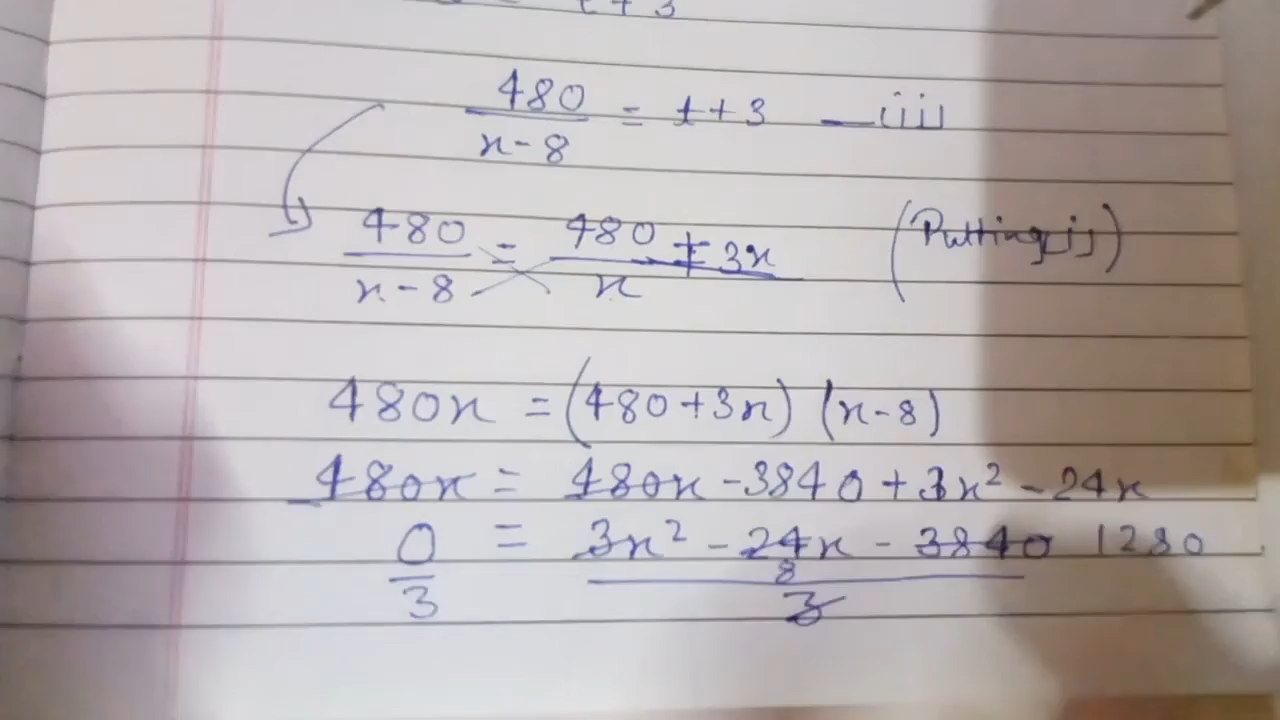 t + 3
480/(x-8) = t + 3 — iii
480/(x-8) = (480 + 3x)/x (Putting i)
480x = (480 + 3x) (x-8)
480x = 480x - 3840 + 3x² - 24x
0/3 = (3x² - 24x - 3840)/3 8 1280